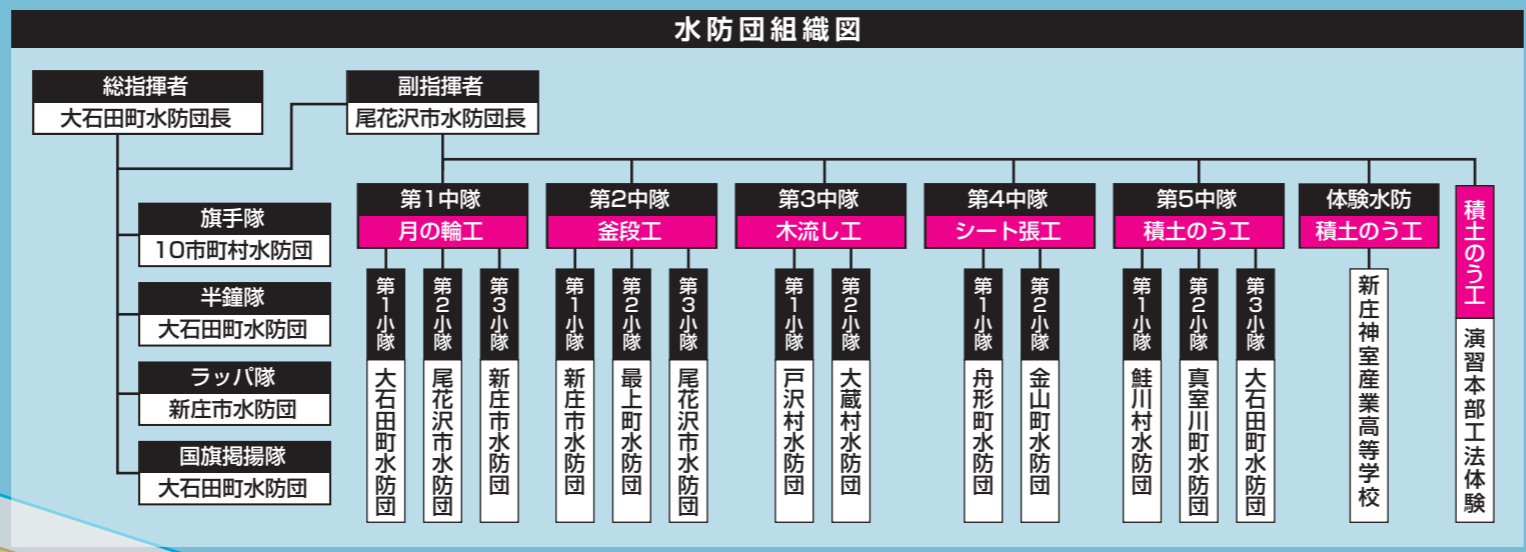 水防団組織図
総指揮者
大石田町水防団長
副指揮者
尾花沢市水防団長
旗手隊
10市町村水防団
半鐘隊
大石田町水防団
ラッパ隊
新庄市水防団
国旗掲揚隊
大石田町水防団
第1中隊
月の輪工
第1小隊
大石田町水防団
第2小隊
尾花沢市水防団
第3小隊
新庄市水防団
第2中隊
釜段工
第1小隊
新庄市水防団
第2小隊
最上町水防団
第3小隊
尾花沢市水防団
第3中隊
木流し工
第1小隊
戸沢村水防団
第2小隊
大蔵村水防団
第4中隊
シート張工
第1小隊
舟形町水防団
第2小隊
金山町水防団
第5中隊
積土のう工
第1小隊
鮭川村水防団
第2小隊
真室川町水防団
第3小隊
大石田町水防団
体験水防
積土のう工
新庄神室産業高等学校
積土のう工
演習本部工法体験